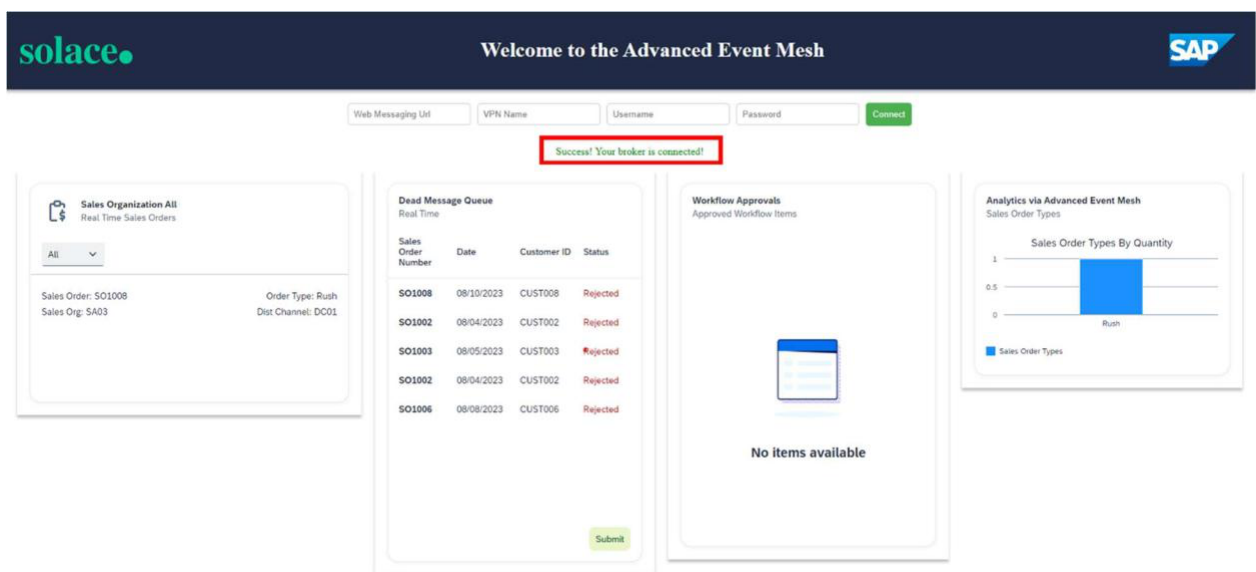 solace
Welcome to the Advanced Event Mesh
SAP
Web Messaging Url
VPN Name
Username
Password
Connect
Success! Your broker is connected!
Sales Organization All
Real Time Sales Orders
All
Sales Order: SO1008
Order Type: Rush
Sales Org: SA03
Dist Channel: DC01
Dead Message Queue
Real Time
Sales
Order
Number
Date
Customer ID
Status
SO1008 08/10/2023 CUST008 Rejected
SO1002 08/04/2023 CUST002 Rejected
SO1003 08/05/2023 CUST003 Rejected
SO1002 08/04/2023 CUST002 Rejected
SO1006 08/08/2023 CUST006 Rejected
Submit
Workflow Approvals
Approved Workflow Items
No items available
Analytics via Advanced Event Mesh
Sales Order Types
Sales Order Types By Quantity
1
0.5
0
Rush
Sales Order Types